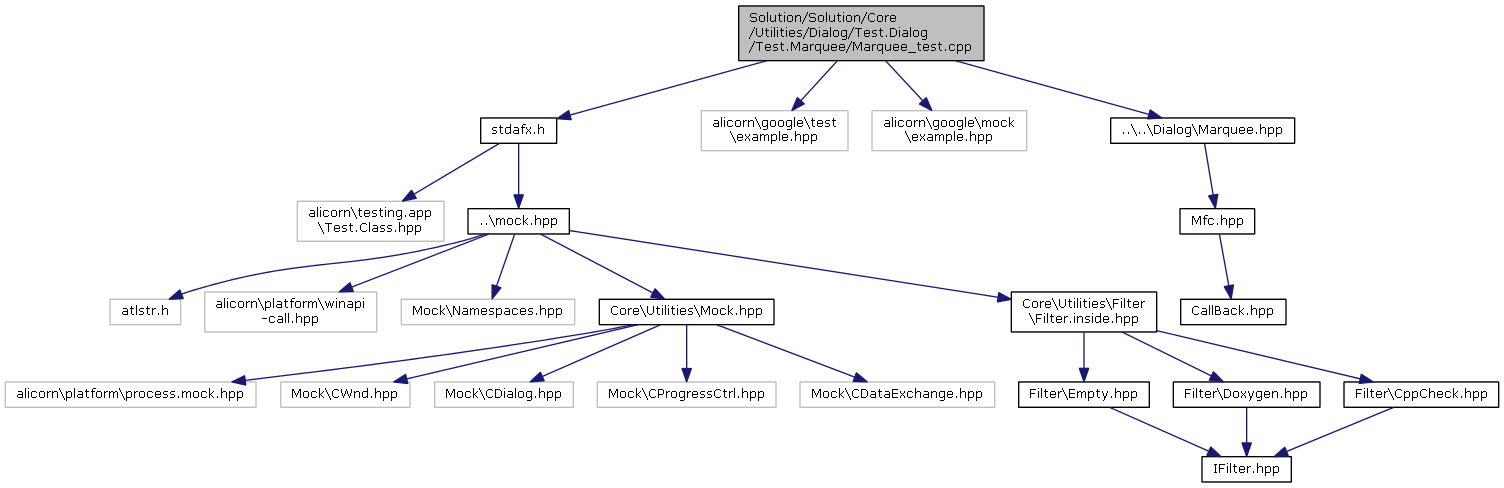 Solution/Solution/Core
/Utilities/Dialog/Test.Dialog
/Test.Marquee/Marquee_test.cpp
stdafx.h
alicorn\google\test
\example.hpp
alicorn\google\mock
\example.hpp
..\..\Dialog\Marquee.hpp
alicorn\testing.app
\Test.Class.hpp
..\mock.hpp
Mfc.hpp
atlstr.h
alicorn\platform\winapi
-call.hpp
Mock\Namespaces.hpp
Core\Utilities\Mock.hpp
Core\Utilities\Filter
\Filter.inside.hpp
CallBack.hpp
alicorn\platform\process.mock.hpp
Mock\CWnd.hpp
Mock\CDialog.hpp
Mock\CProgressCtrl.hpp
Mock\CDataExchange.hpp
Filter\Empty.hpp
Filter\Doxygen.hpp
Filter\CppCheck.hpp
IFilter.hpp